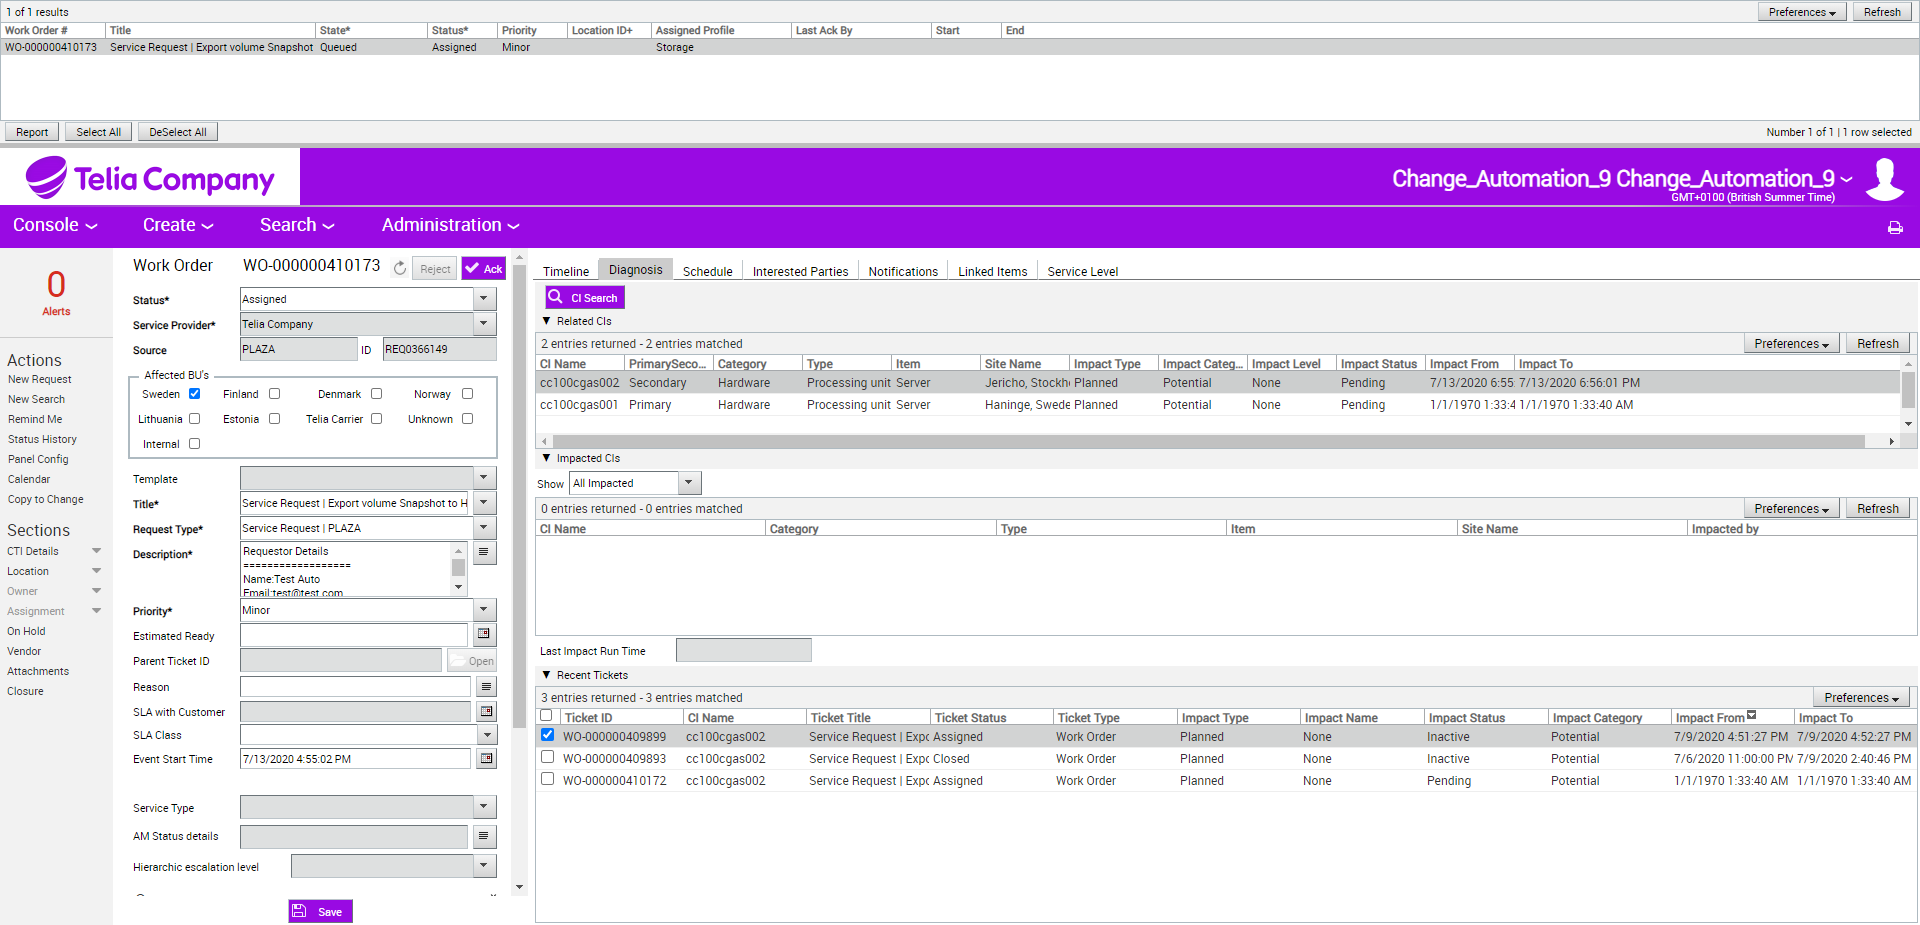 1 of 1 results Preferences Refresh
Work Order # Title State* Status* Priority Location ID+ Assigned Profile Last Ack By Start End
WO-000000410173 Service Request | Export volume Snapshot Queued Assigned Minor Storage
Report Select All DeSelect All Number 1 of 1 | 1 row selected
Telia Company
Change_Automation_9 Change_Automation_9
GMT+0100 (British Summer Time)
Console Create Search Administration
0
Alerts
Actions
New Request
New Search
Remind Me
Status History
Panel Config
Calendar
Copy to Change
Sections
CTI Details
Location
Owner
Assignment
On Hold
Vendor
Attachments
Closure
Work Order WO-000000410173 Reject Ack
Status* Assigned
Service Provider* Telia Company
Source PLAZA ID REQ0366149
Affected BU's
Sweden Finland Denmark Norway
Lithuania Estonia Telia Carrier Unknown
Internal
Template
Title* Service Request | Export volume Snapshot to H
Request Type* Service Request | PLAZA
Description* Requestor Details
==================
Name:Test Auto
Email:test@test.com
Priority* Minor
Estimated Ready
Parent Ticket ID Open
Reason
SLA with Customer
SLA Class
Event Start Time 7/13/2020 4:55:02 PM
Service Type
AM Status details
Hierarchic escalation level
Save
Timeline Diagnosis Schedule Interested Parties Notifications Linked Items Service Level
CI Search
Related CIs
2 entries returned - 2 entries matched Preferences Refresh
CI Name PrimarySeco... Category Type Item Site Name Impact Type Impact Categ... Impact Level Impact Status Impact From Impact To
cc100cgas002 Secondary Hardware Processing unit Server Jericho, Stockh Planned Potential None Pending 7/13/2020 6:55 7/13/2020 6:56:01 PM
cc100cgas001 Primary Hardware Processing unit Server Haninge, Swede Planned Potential None Pending 1/1/1970 1:33:4 1/1/1970 1:33:40 AM
Impacted CIs
Show All Impacted
0 entries returned - 0 entries matched Preferences Refresh
CI Name Category Type Item Site Name Impacted by
Last Impact Run Time
Recent Tickets
3 entries returned - 3 entries matched Preferences
Ticket ID CI Name Ticket Title Ticket Status Ticket Type Impact Type Impact Name Impact Status Impact Category Impact From Impact To
WO-000000409899 cc100cgas002 Service Request | Expo Assigned Work Order Planned None Inactive Potential 7/9/2020 4:51:27 PM 7/9/2020 4:52:27 PM
WO-000000409893 cc100cgas002 Service Request | Expo Closed Work Order Planned None Inactive Potential 7/6/2020 11:00:00 PM 7/9/2020 2:40:46 PM
WO-000000410172 cc100cgas002 Service Request | Expo Assigned Work Order Planned None Pending Potential 1/1/1970 1:33:40 AM 1/1/1970 1:33:40 AM